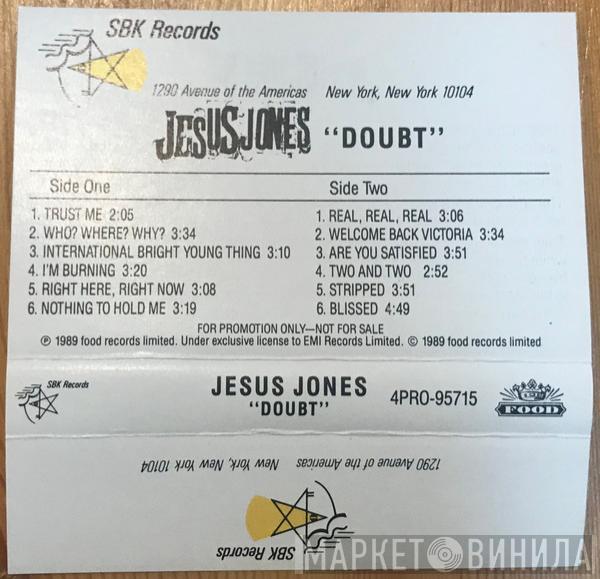 SBK Records
1290 Avenue of the Americas New York, New York 10104
JESUS JONES "DOUBT"
Side One
1. TRUST ME 2:05
2. WHO? WHERE? WHY? 3:34
3. INTERNATIONAL BRIGHT YOUNG THING 3:10
4. I'M BURNING 3:20
5. RIGHT HERE, RIGHT NOW 3:08
6. NOTHING TO HOLD ME 3:19
Side Two
1. REAL, REAL, REAL 3:06
2. WELCOME BACK VICTORIA 3:34
3. ARE YOU SATISFIED 3:51
4. TWO AND TWO 2:52
5. STRIPPED 3:51
6. BLISSED 4:49
FOR PROMOTION ONLY—NOT FOR SALE
℗ 1989 food records limited. Under exclusive license to EMI Records Limited. © 1989 food records limited
SBK Records
JESUS JONES
"DOUBT"
4PRO-95715
FOOD
1290 Avenue of the Americas New York, New York 10104
SBK Records
МАРКЕТ ВИНИЛА